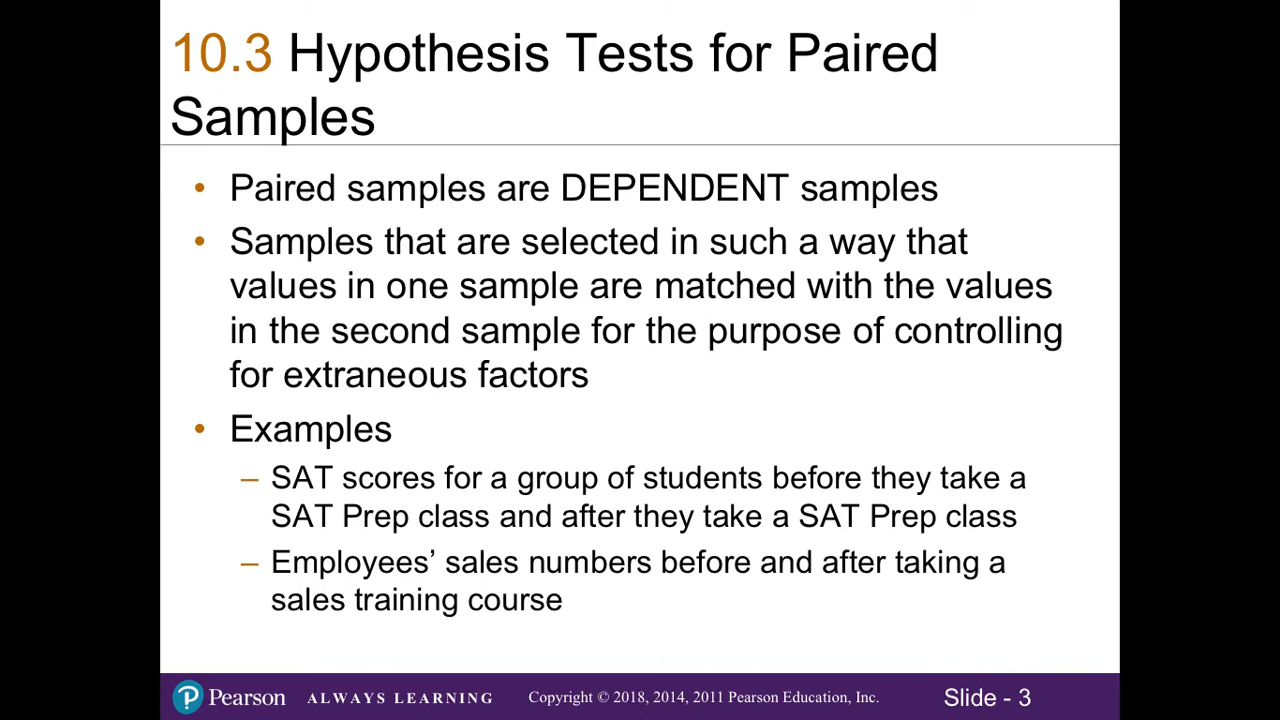 10.3 Hypothesis Tests for Paired
Samples
• Paired samples are DEPENDENT samples
• Samples that are selected in such a way that
values in one sample are matched with the values
in the second sample for the purpose of controlling
for extraneous factors
• Examples
– SAT scores for a group of students before they take a
SAT Prep class and after they take a SAT Prep class
– Employees’ sales numbers before and after taking a
sales training course
P Pearson ALWAYS LEARNING Copyright © 2018, 2014, 2011 Pearson Education, Inc. Slide - 3